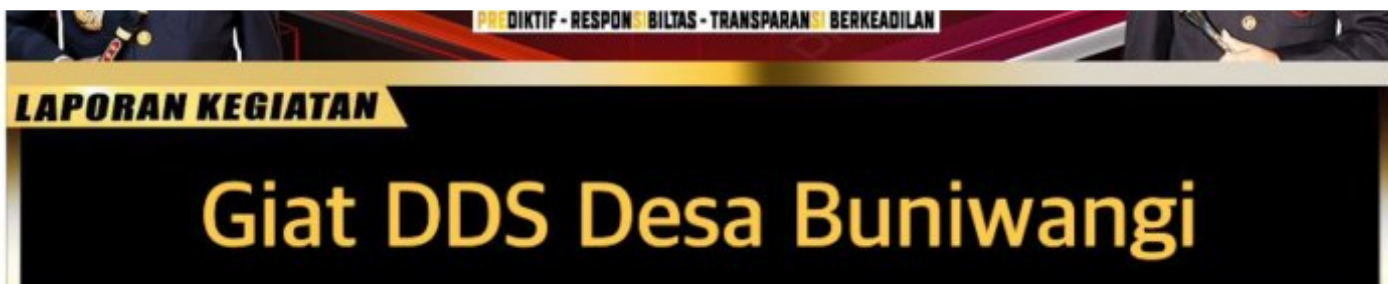 PREDIKTIF - RESPONSIBILTAS - TRANSPARANSI BERKEADILAN
LAPORAN KEGIATAN
Giat DDS Desa Buniwangi